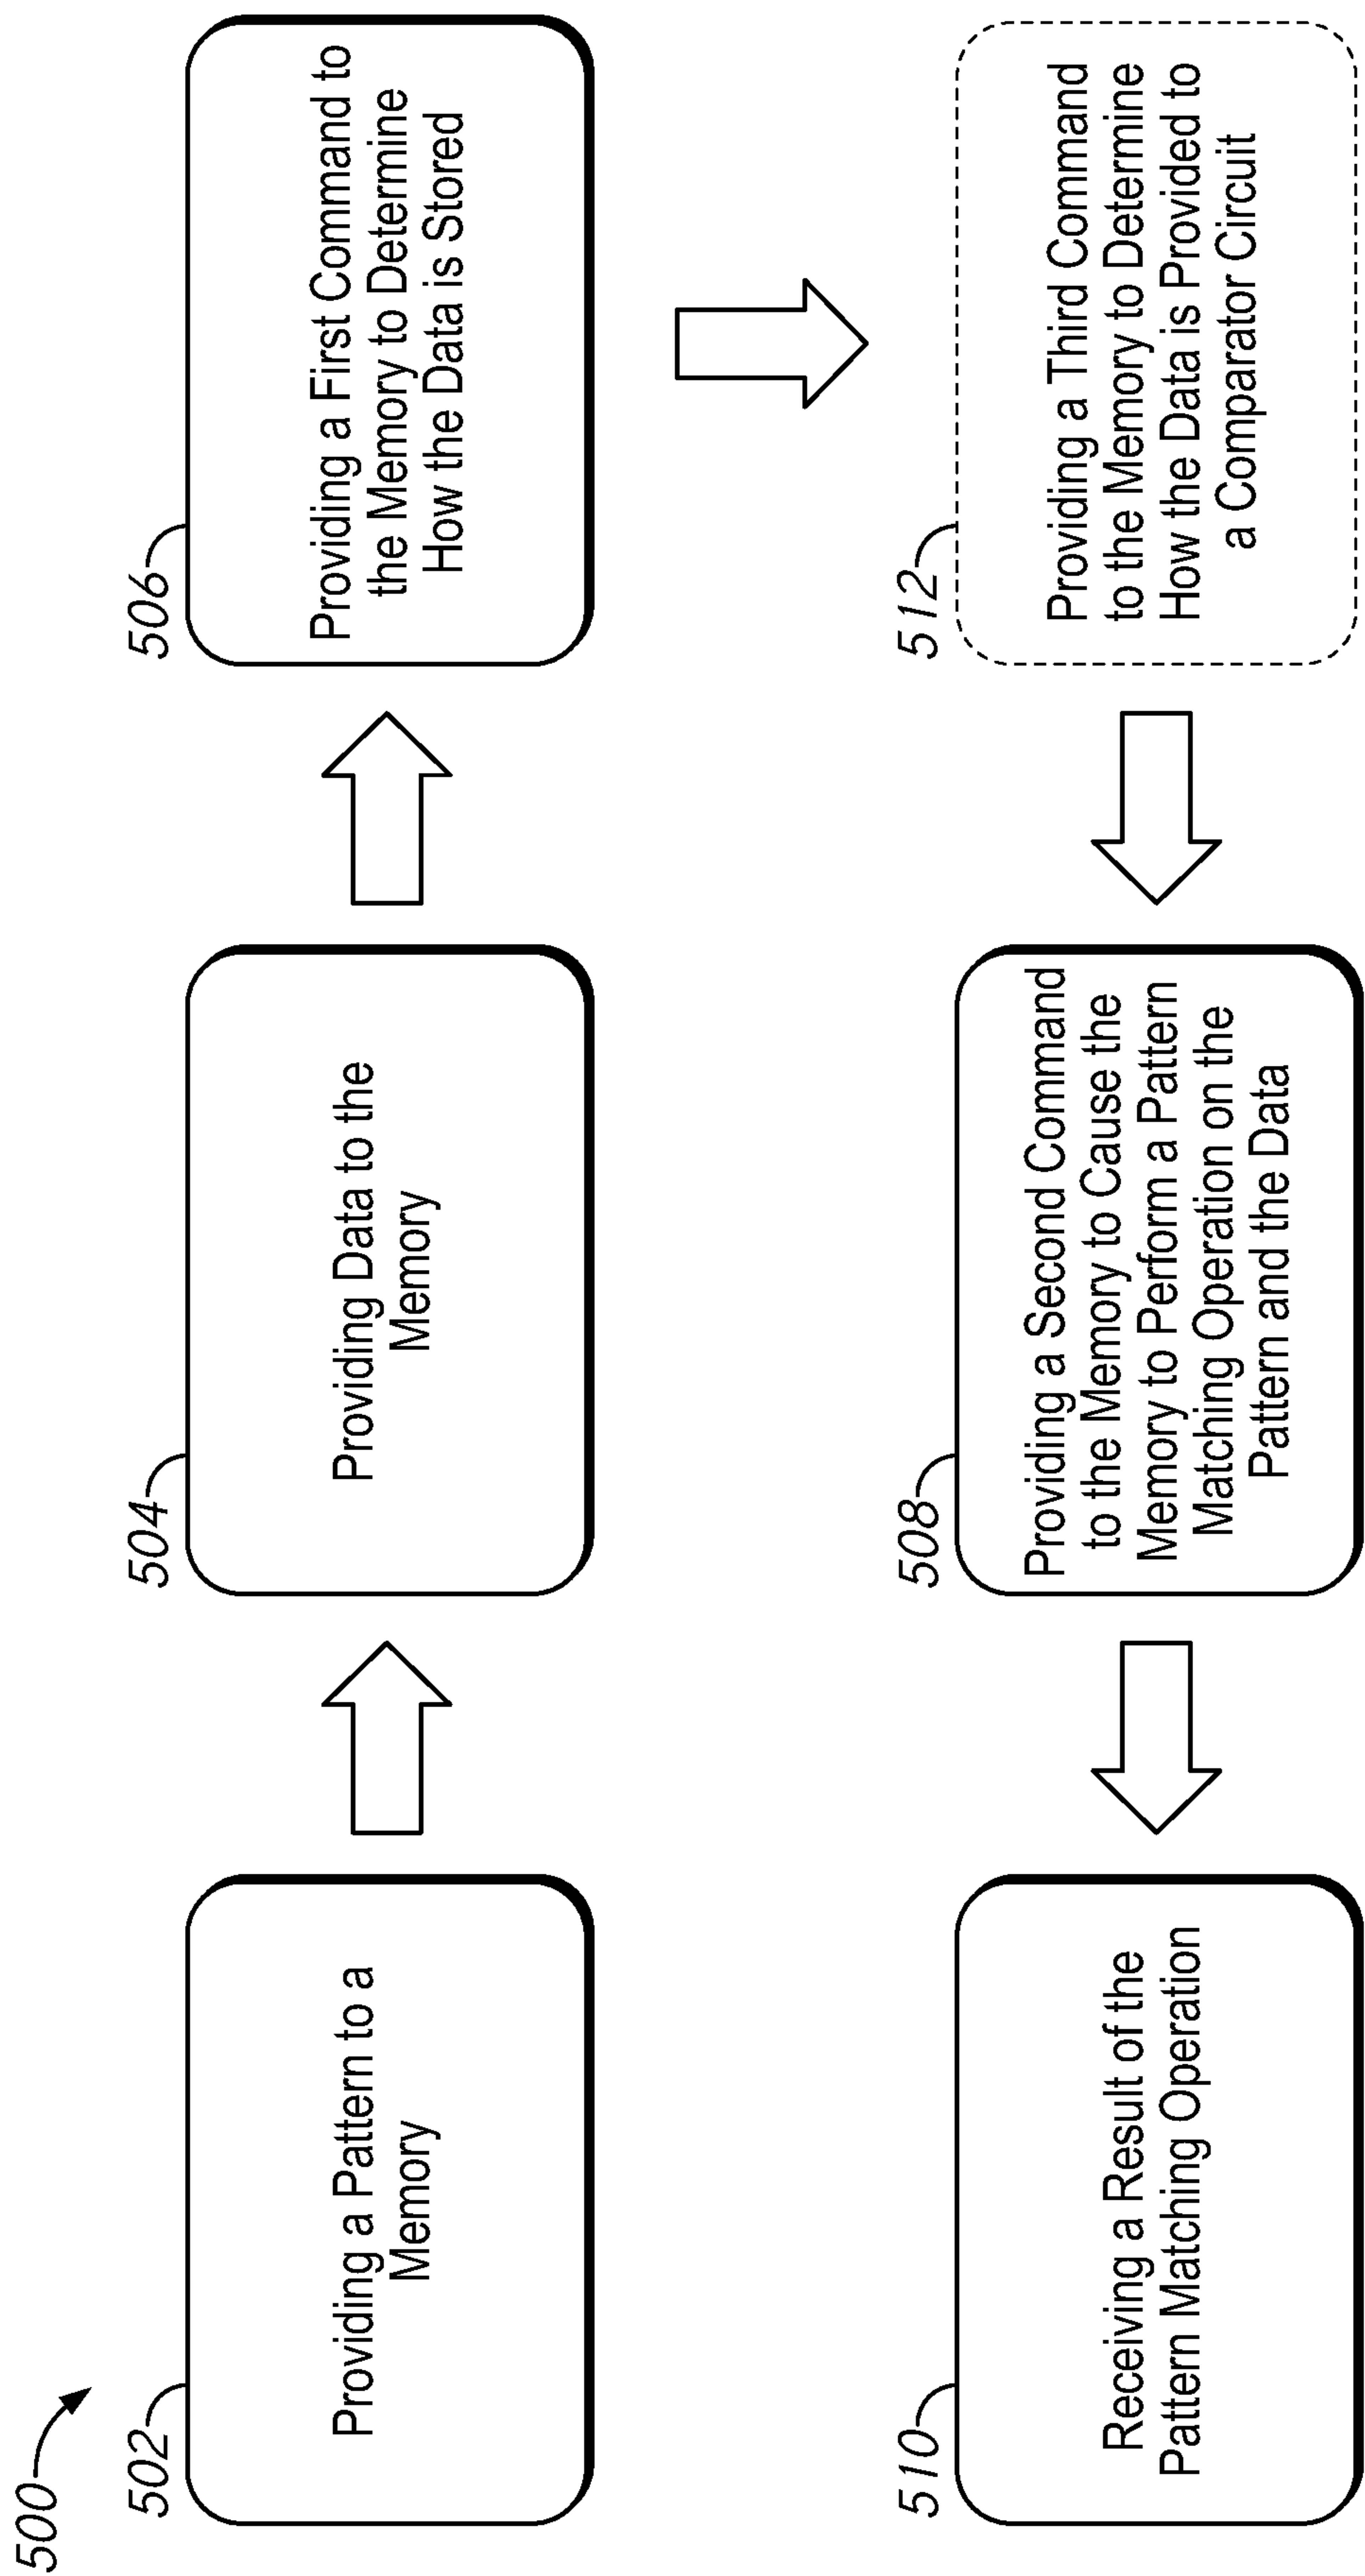 500
502
Providing a Pattern to a
Memory
504
Providing Data to the
Memory
506
Providing a First Command to
the Memory to Determine
How the Data is Stored
512
Providing a Third Command
to the Memory to Determine
How the Data is Provided to
a Comparator Circuit
508
Providing a Second Command
to the Memory to Cause the
Memory to Perform a Pattern
Matching Operation on the
Pattern and the Data
510
Receiving a Result of the
Pattern Matching Operation